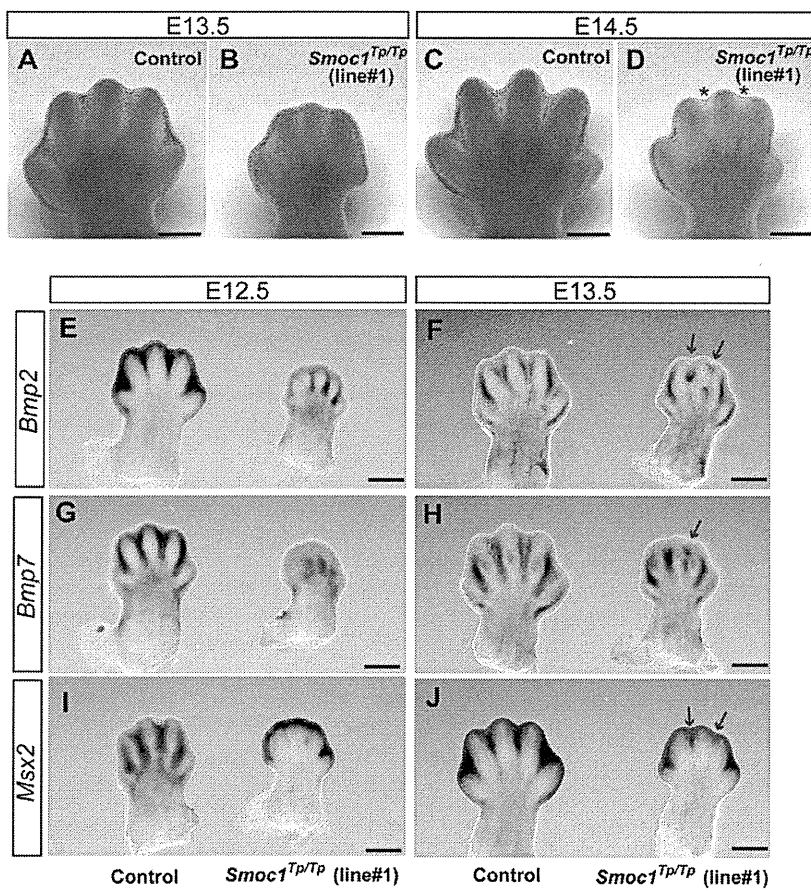 E13.5
E14.5
A
Control
B
Smoc1Tp/Tp
(line#1)
C
Control
D
Smoc1Tp/Tp
(line#1)
* *
E12.5
E13.5
Bmp2
E
F
Bmp7
G
H
Msx2
I
J
Control
Smoc1Tp/Tp (line#1)
Control
Smoc1Tp/Tp (line#1)